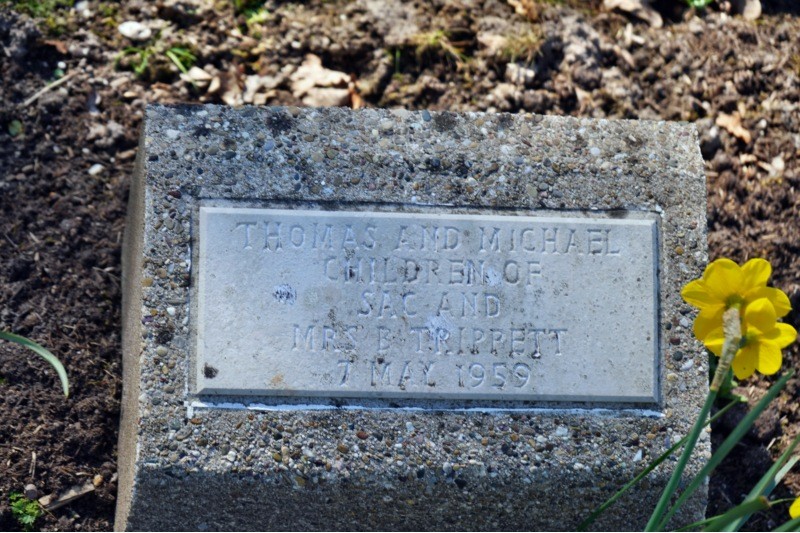 THOMAS AND MICHAEL
CHILDREN OF
SAC AND
MRS B TRIPPETT
7 MAY 1959